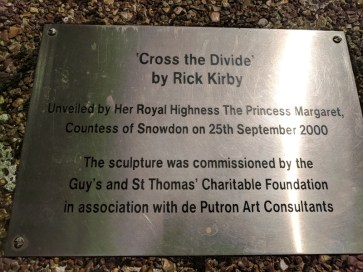 'Cross the Divide'
by Rick Kirby
Unveiled by Her Royal Highness The Princess Margaret,
Countess of Snowdon on 25th September 2000
The sculpture was commissioned by the
Guy's and St Thomas' Charitable Foundation
in association with de Putron Art Consultants